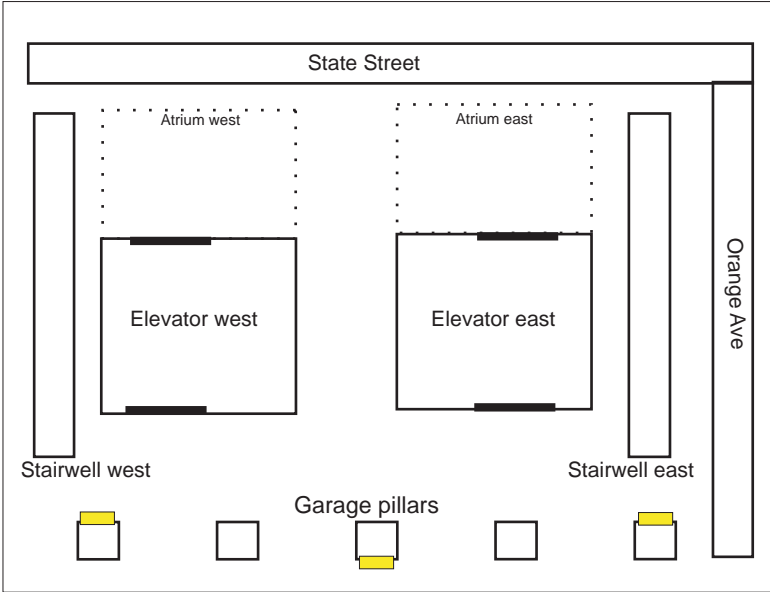 State Street
Atrium west
Atrium east
Orange Ave
Elevator west
Elevator east
Stairwell west
Stairwell east
Garage pillars